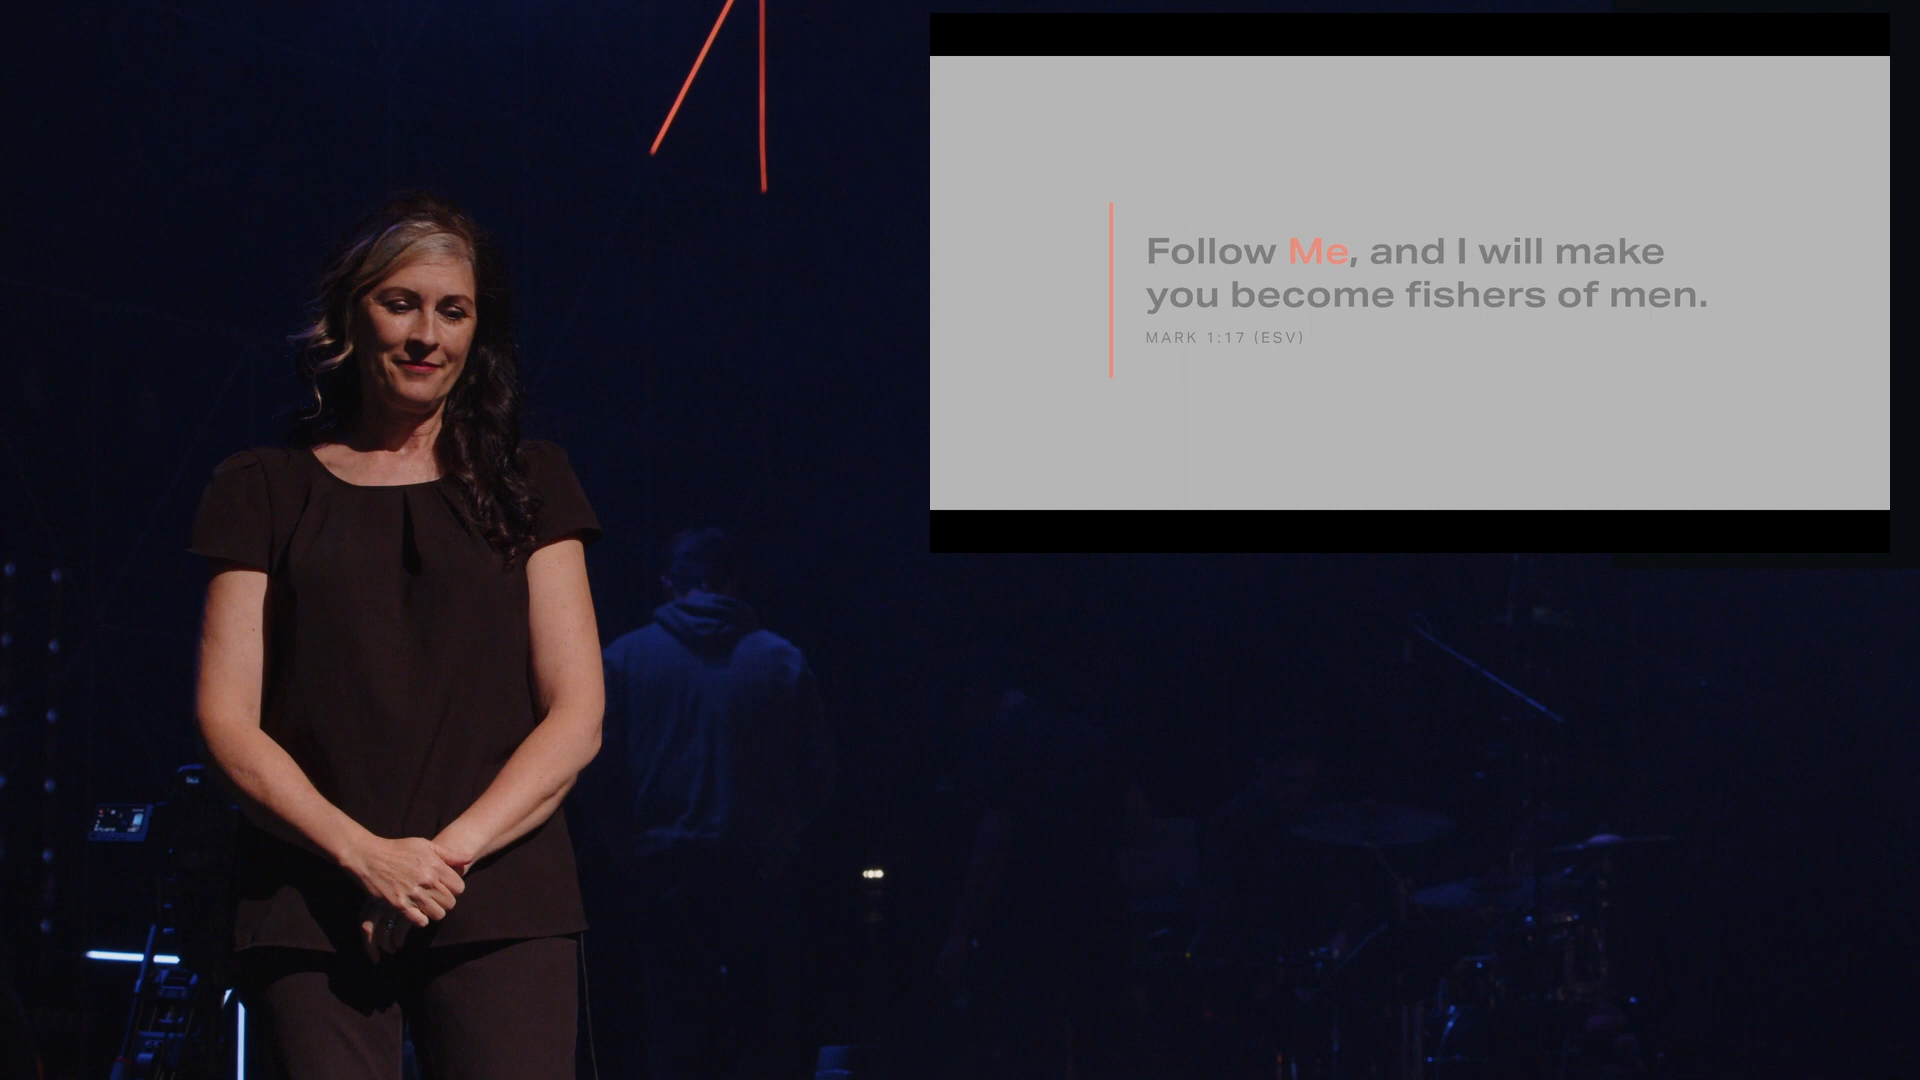 Follow Me, and I will make
you become fishers of men.
MARK 1:17 (ESV)